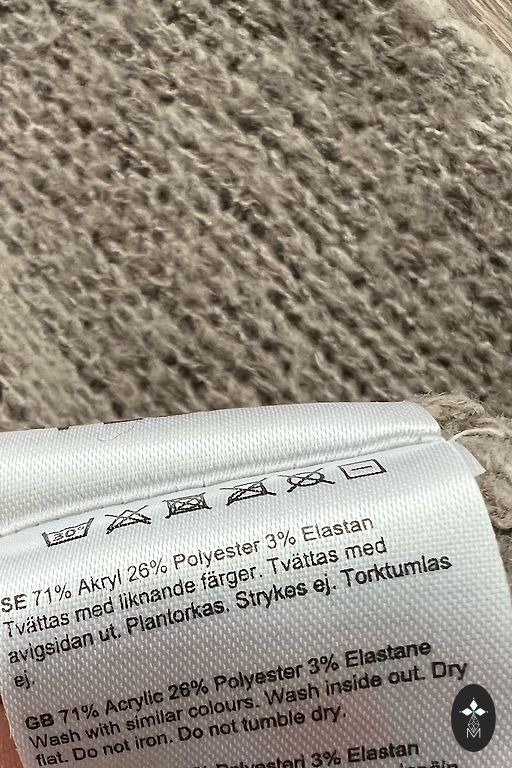 30°
SE 71% Akryl 26% Polyester 3% Elastan
Tvättas med liknande färger. Tvättas med
avigsidan ut. Plantorkas. Strykes ej. Torktumlas
ej.
GB 71% Acrylic 26% Polyester 3% Elastane
Wash with similar colours. Wash inside out. Dry
flat. Do not iron. Do not tumble dry.
3% Elastan
M